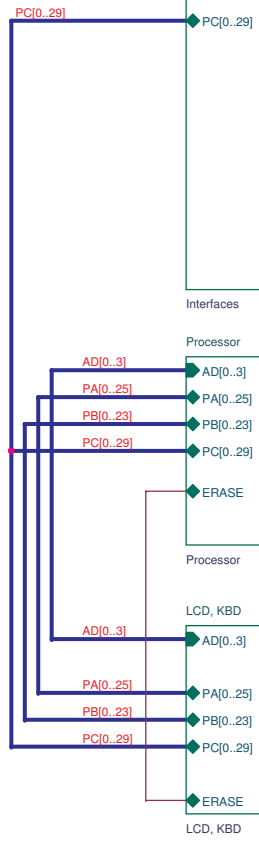 PC[0..29]
PC[0..29]
Interfaces
Processor
AD[0..3]
AD[0..3]
PA[0..25]
PA[0..25]
PB[0..23]
PB[0..23]
PC[0..29]
PC[0..29]
ERASE
Processor
LCD, KBD
AD[0..3]
AD[0..3]
PA[0..25]
PA[0..25]
PB[0..23]
PB[0..23]
PC[0..29]
PC[0..29]
ERASE
LCD, KBD